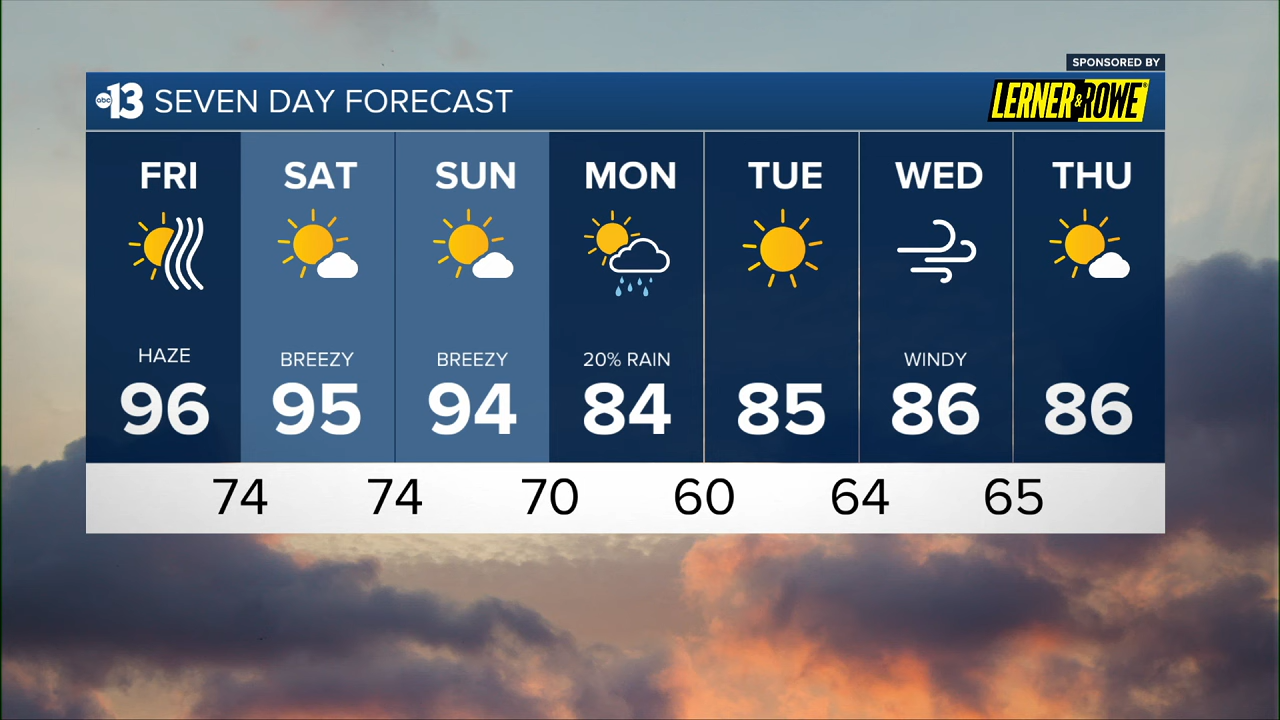 SPONSORED BY
abc 13 SEVEN DAY FORECAST LERNER & ROWE®
FRI SAT SUN MON TUE WED THU
HAZE BREEZY BREEZY 20% RAIN WINDY
96 95 94 84 85 86 86
74 74 70 60 64 65